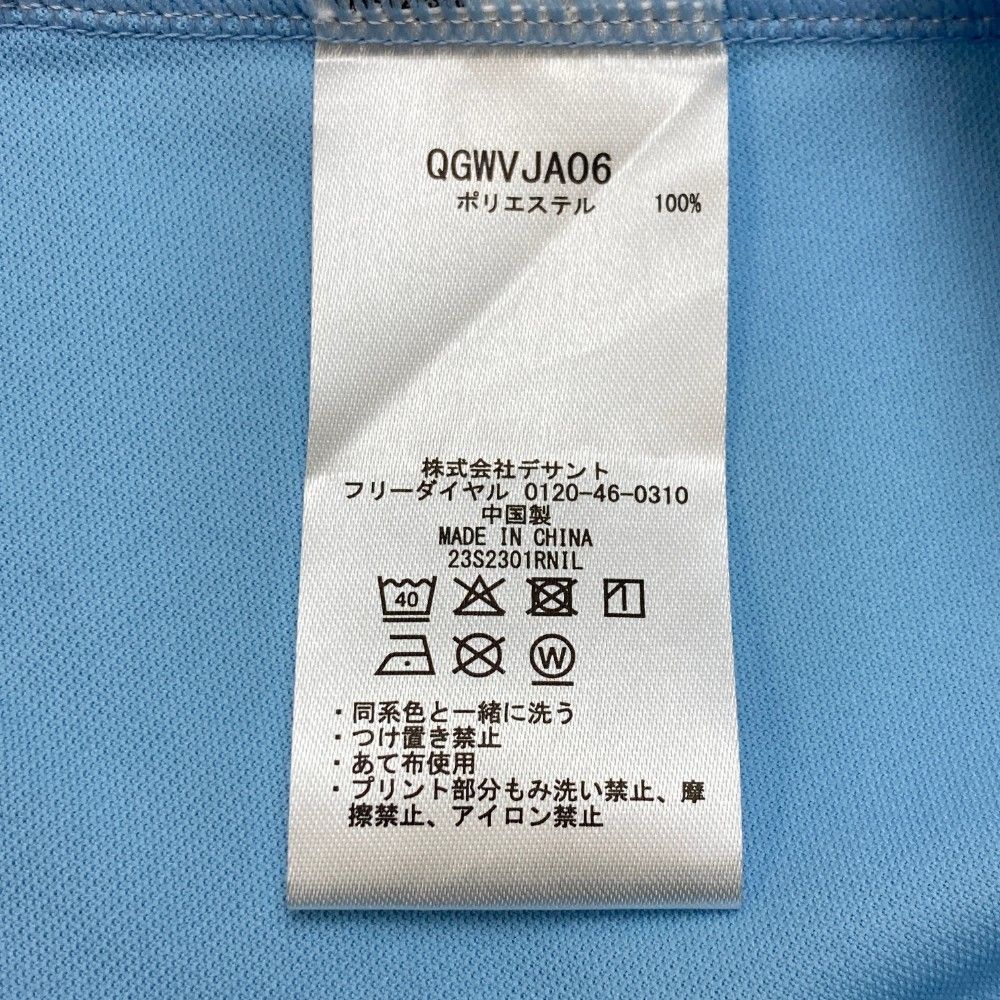 QGWVJA06
ポリエステル 100%
株式会社デサント
フリーダイヤル 0120-46-0310
中国製
MADE IN CHINA
23S2301RNIL
40
W
・同系色と一緒に洗う
・つけ置き禁止
・あて布使用
・プリント部分もみ洗い禁止、摩
擦禁止、アイロン禁止